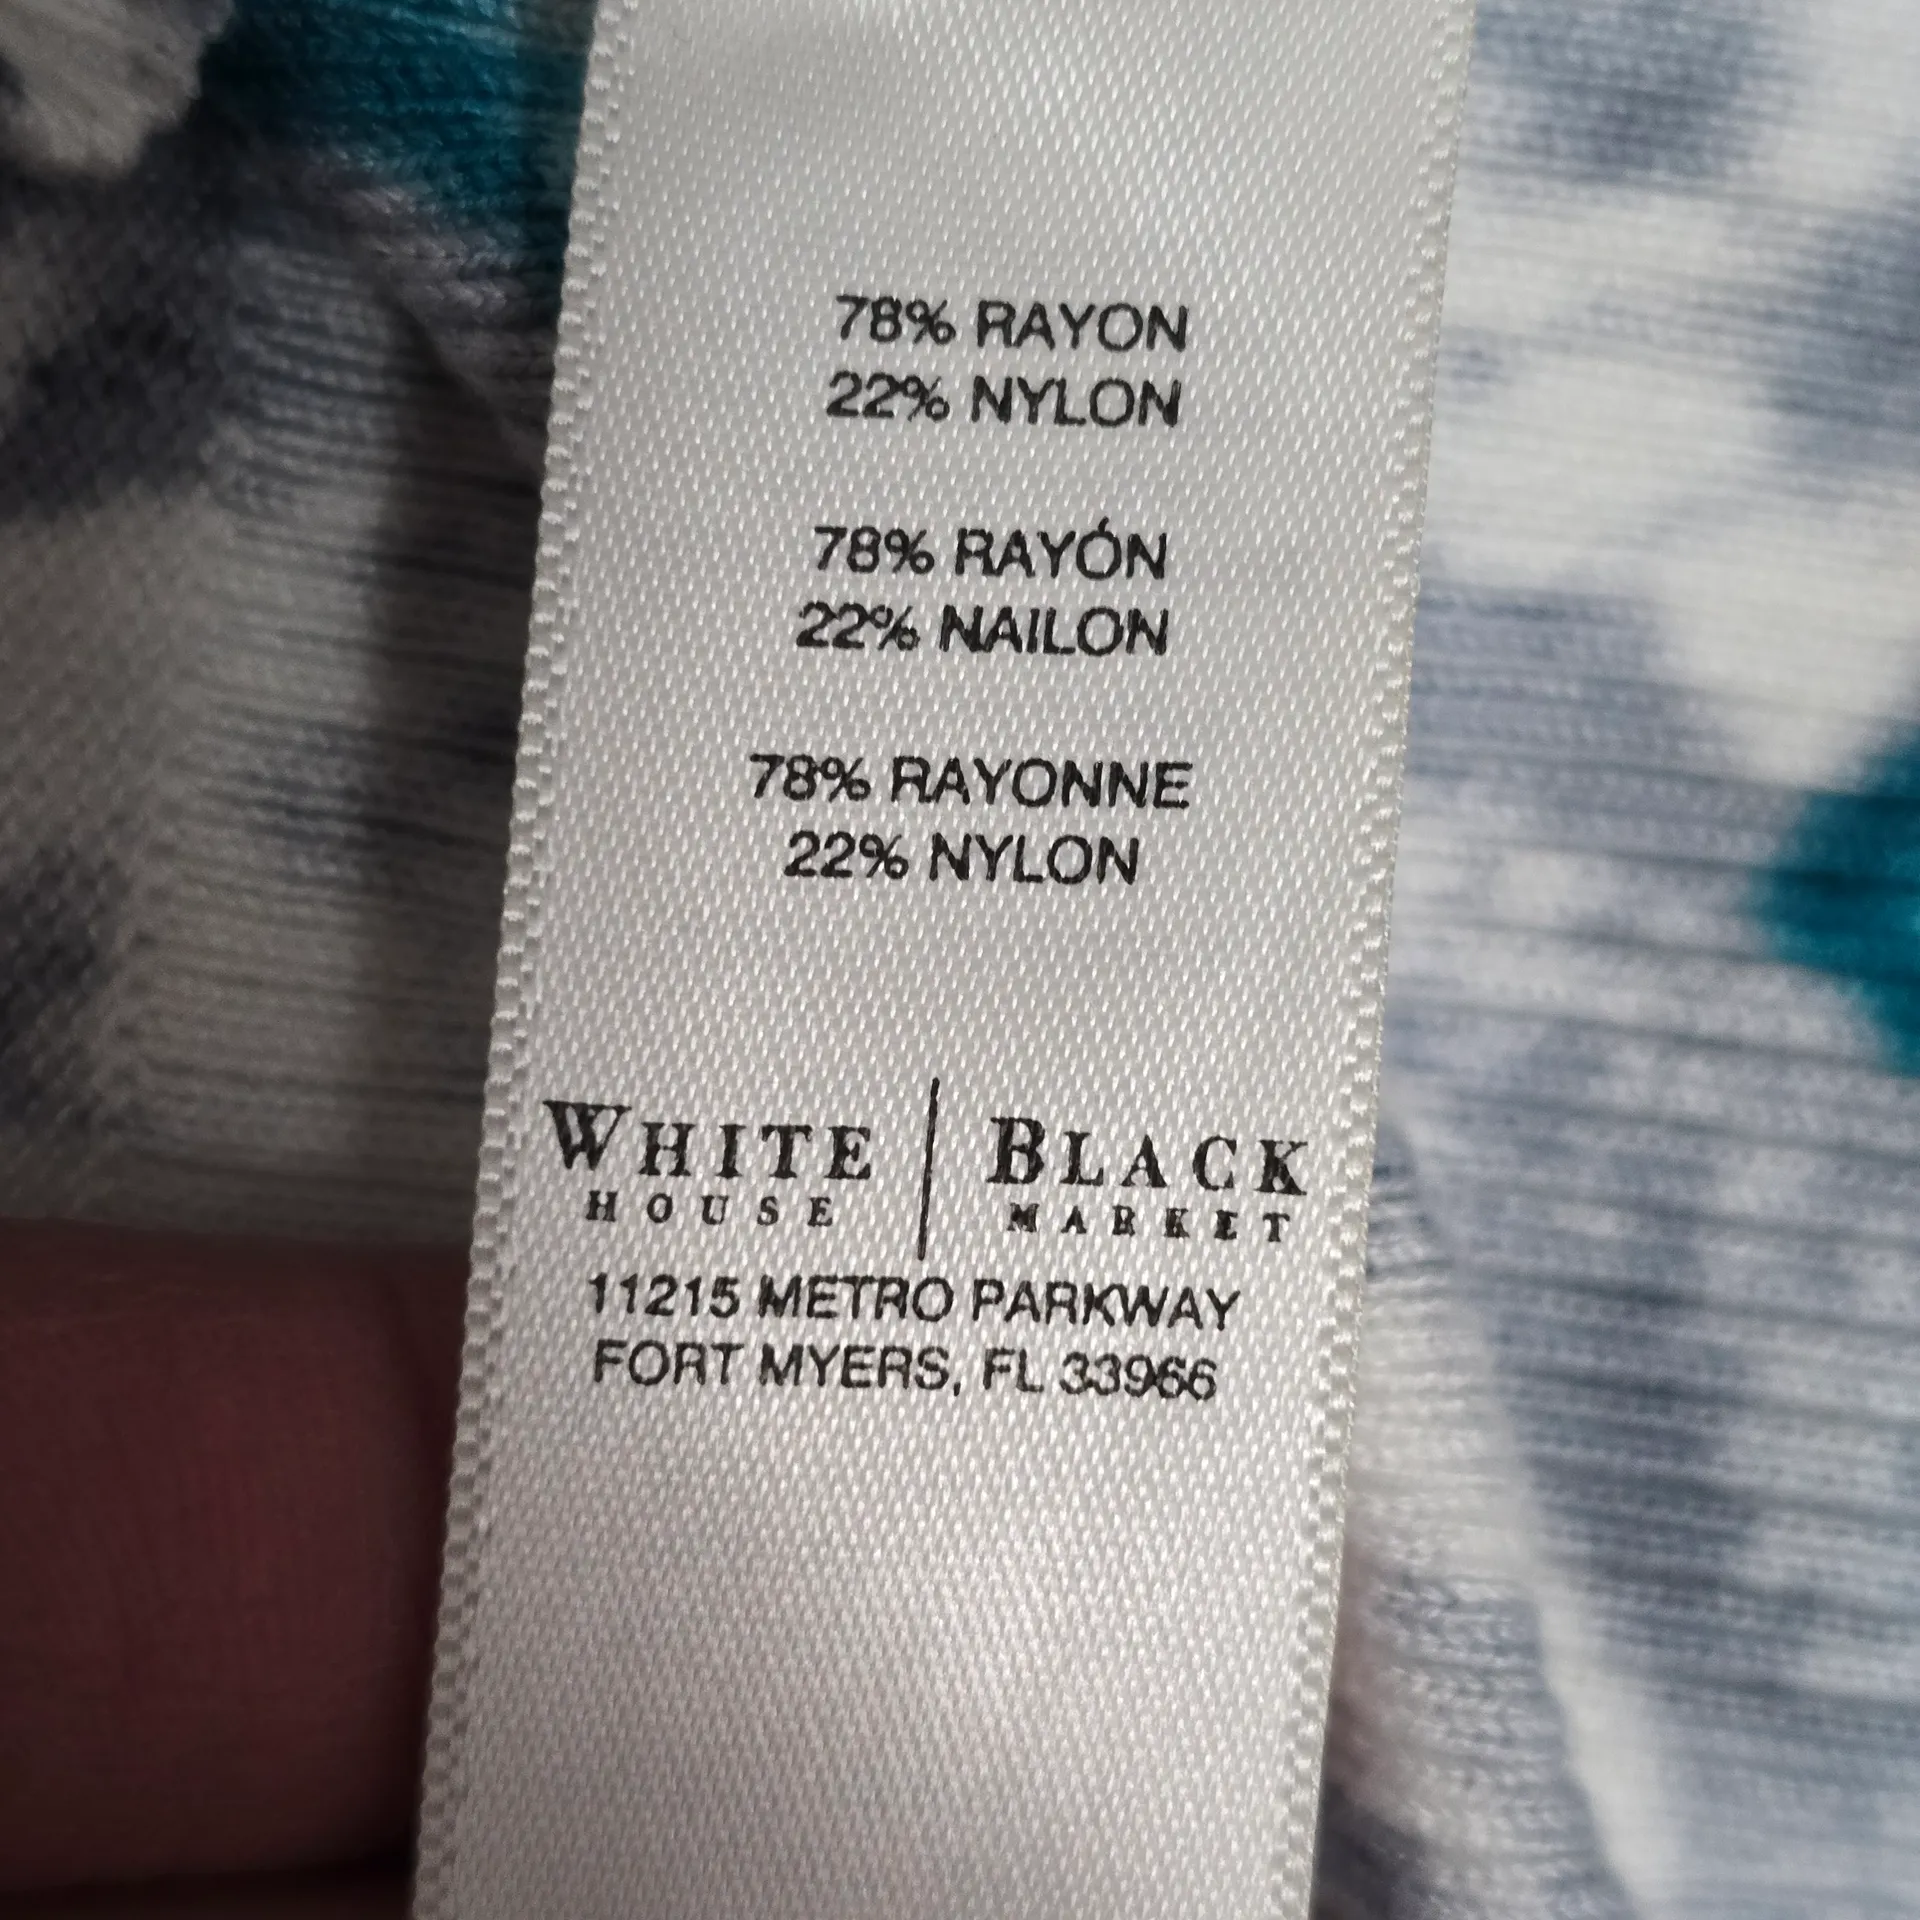 78% RAYON
22% NYLON
78% RAYÓN
22% NAILON
78% RAYONNE
22% NYLON
WHITE | BLACK
HOUSE MARKET
11215 METRO PARKWAY
FORT MYERS, FL 33966